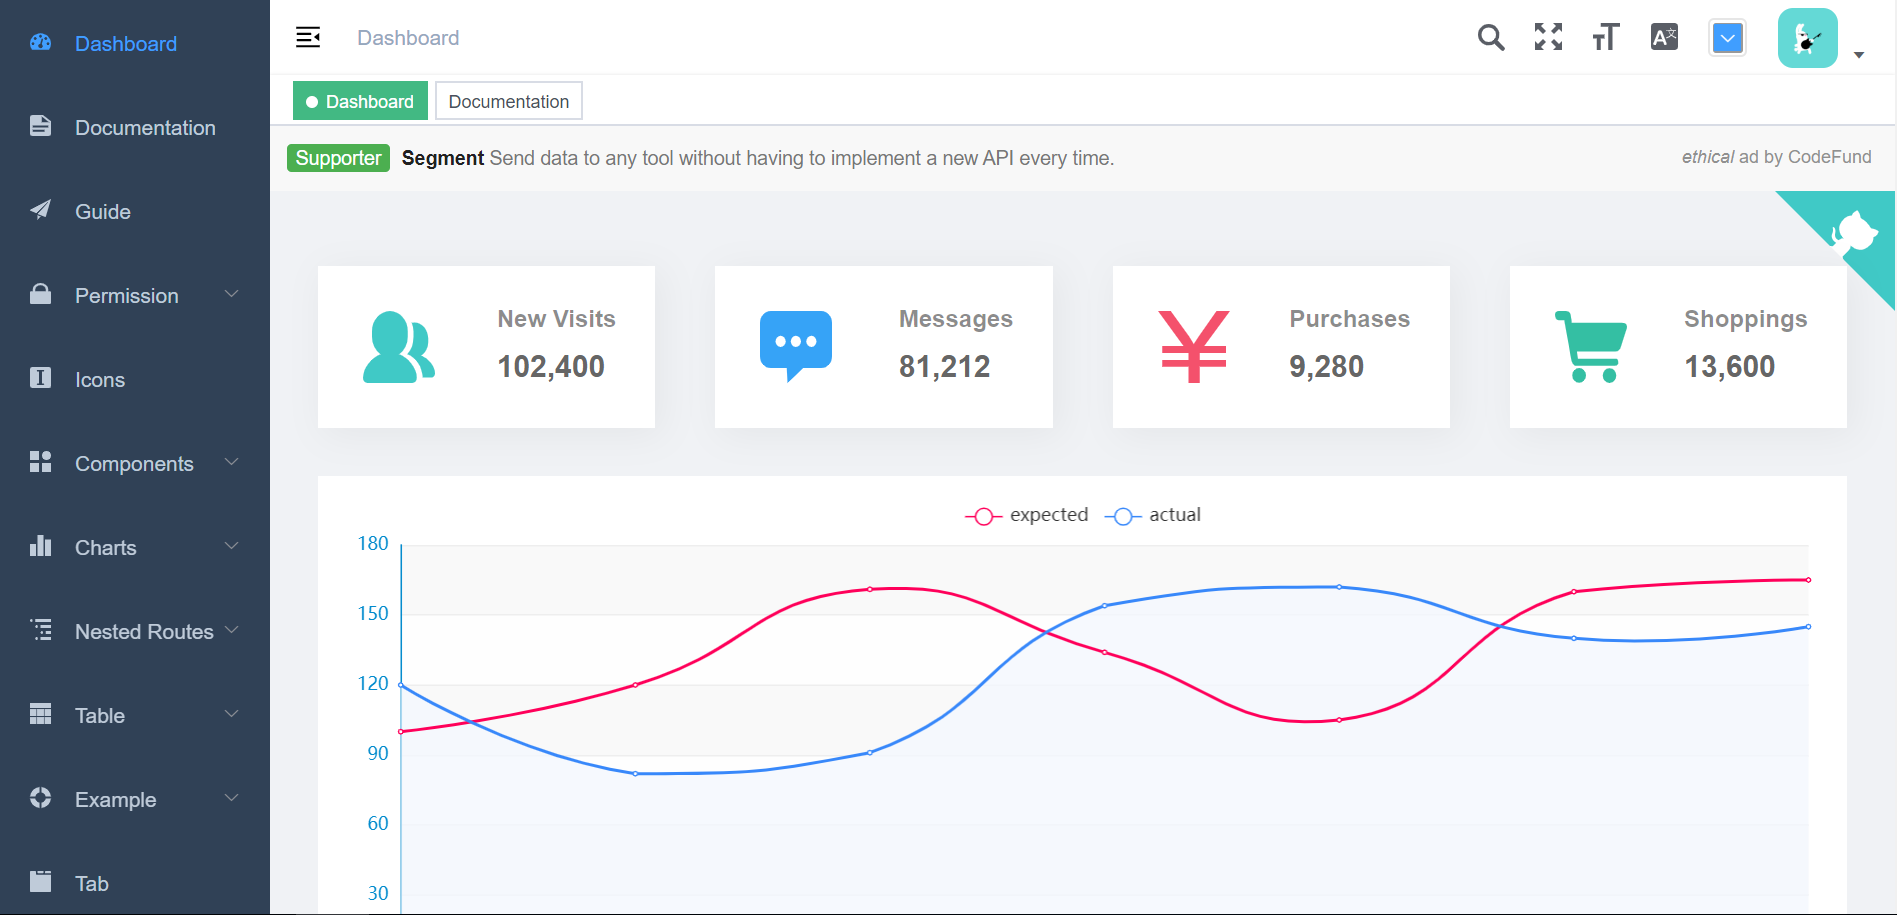 Dashboard
Documentation
Guide
Permission
Icons
Components
Charts
Nested Routes
Table
Example
Tab
Dashboard
Dashboard
Documentation
Supporter Segment Send data to any tool without having to implement a new API every time.
ethical ad by CodeFund
New Visits
102,400
Messages
81,212
Purchases
9,280
Shoppings
13,600
expected actual
180
150
120
90
60
30